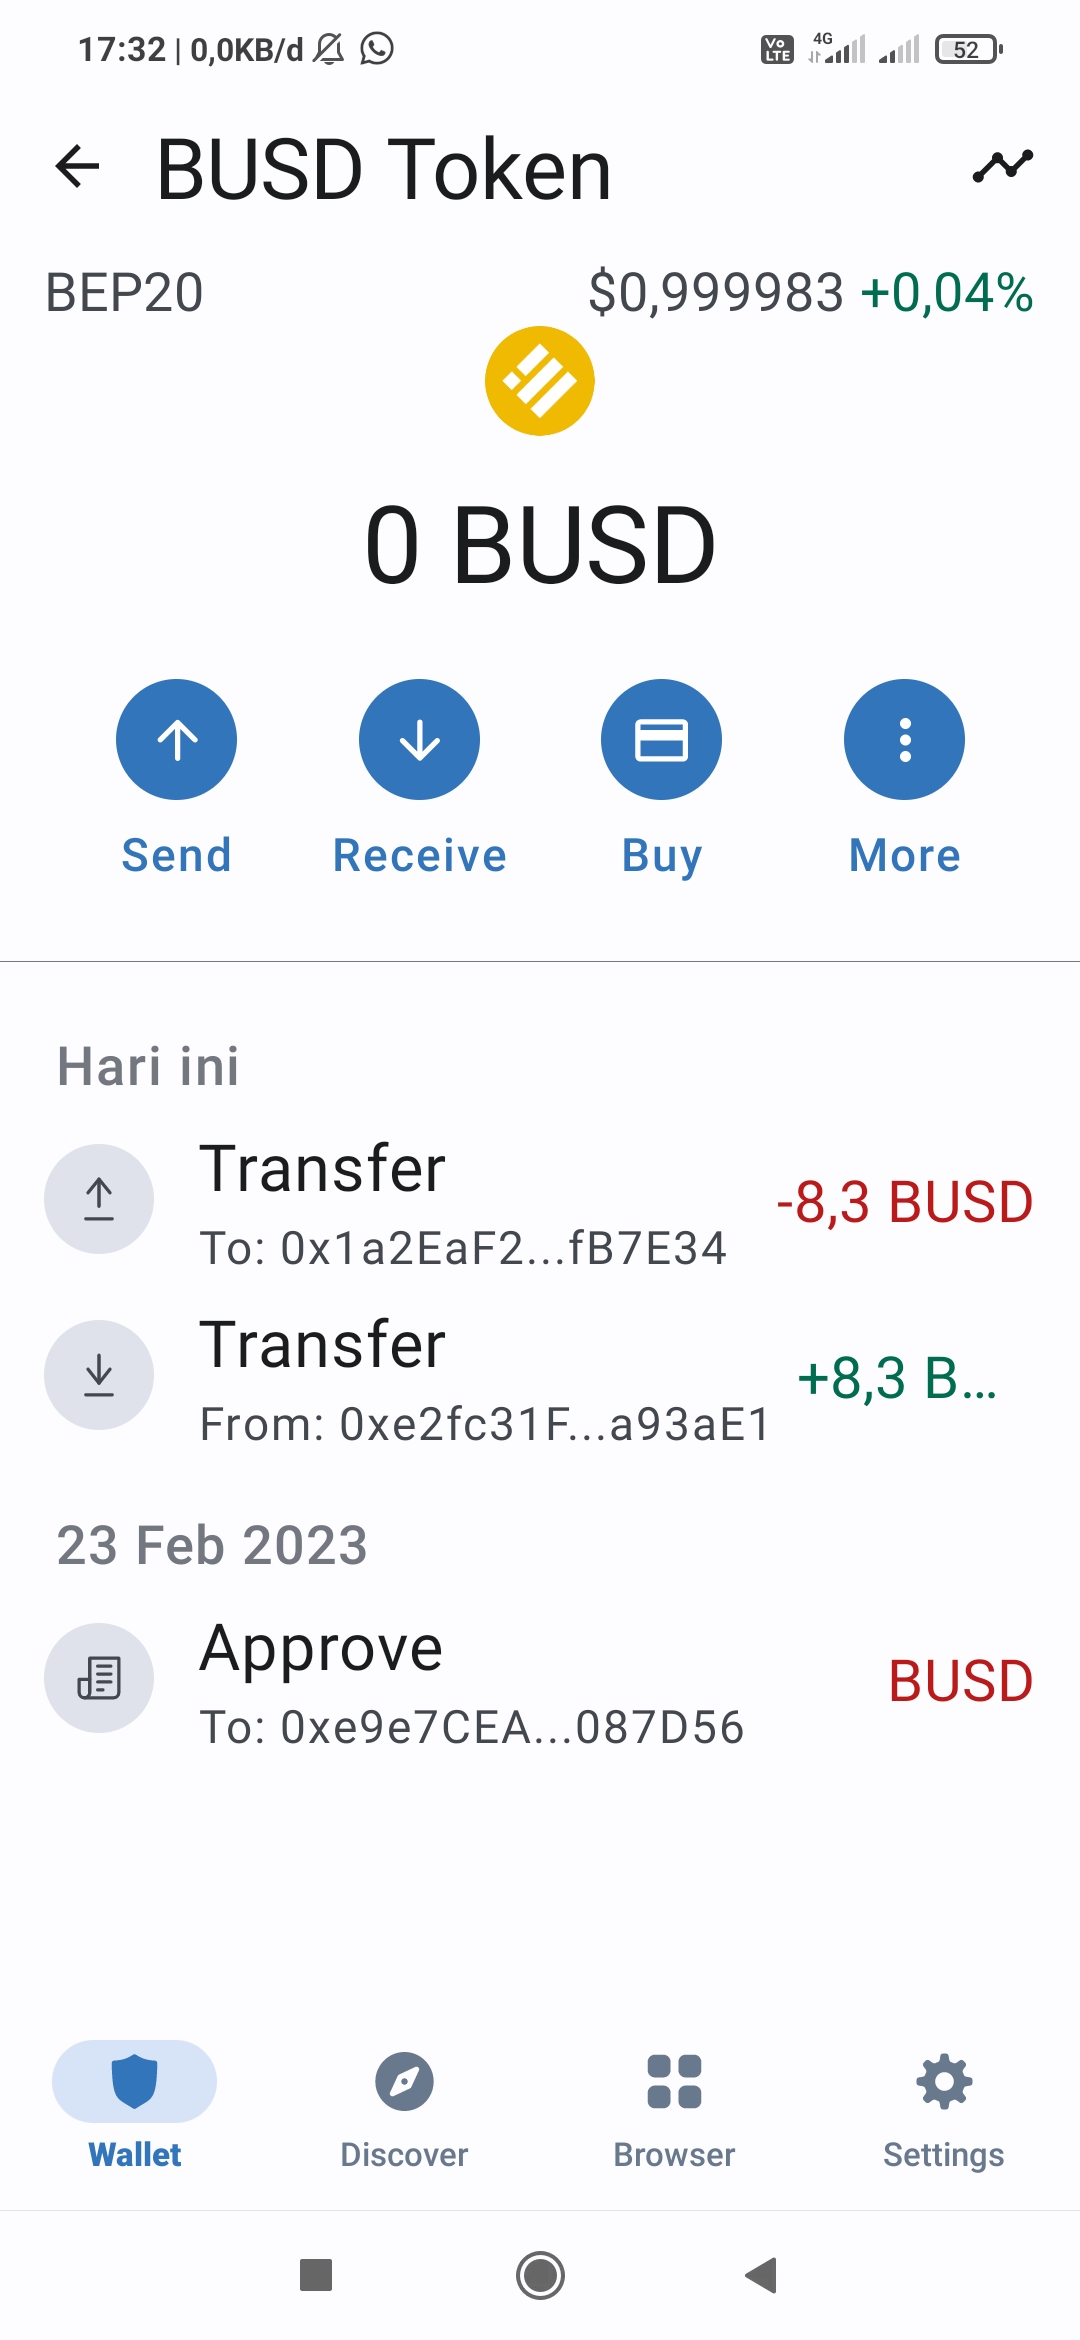 17:32 | 0,0KB/d
Vo LTE 4G 52
BUSD Token
BEP20 $0,999983 +0,04%
0 BUSD
Send Receive Buy More
Hari ini
Transfer
-8,3 BUSD
To: 0x1a2EaF2...fB7E34
Transfer
+8,3 B...
From: 0xe2fc31F...a93aE1
23 Feb 2023
Approve
BUSD
To: 0xe9e7CEA...087D56
Wallet Discover Browser Settings